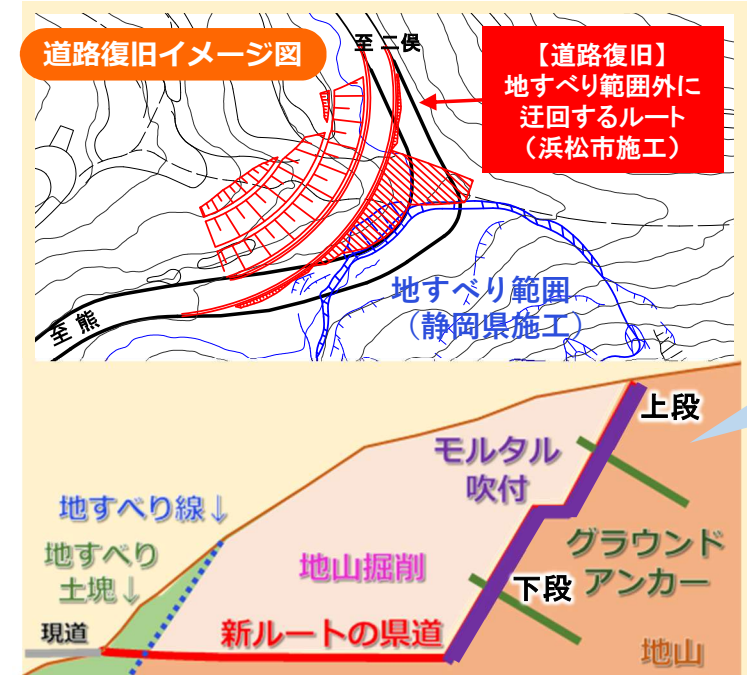 道路復旧イメージ図
至 二俣
【道路復旧】
地すべり範囲外に
迂回するルート
（浜松市施工）
地すべり範囲
（静岡県施工）
至 熊
上段
モルタル
吹付
地すべり線↓
地すべり
土塊↓
地山掘削
グラウンド
アンカー
下段
現道
新ルートの県道
地山